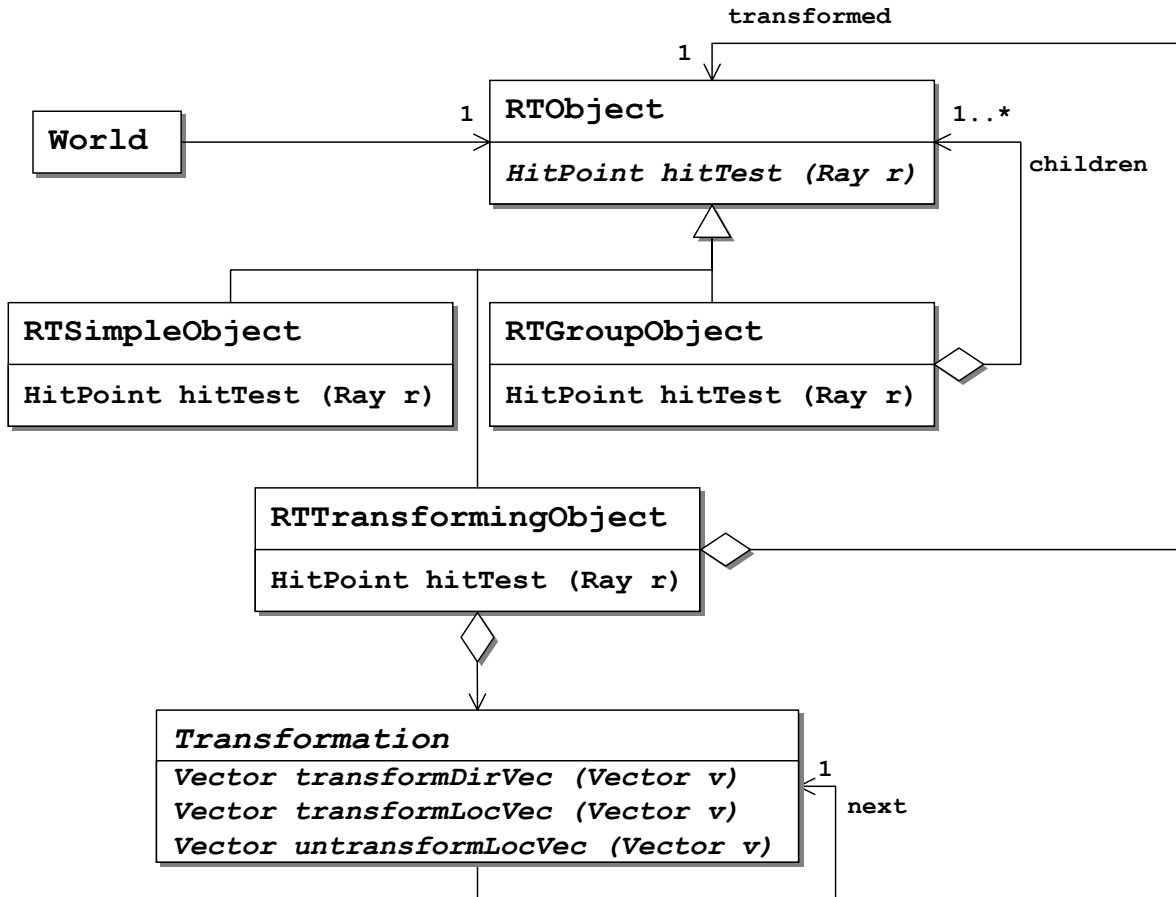 transformed
1
RTObject
1
1..*
World
HitPoint hitTest (Ray r)
children
RTSimpleObject
RTGroupObject
HitPoint hitTest (Ray r)
HitPoint hitTest (Ray r)
RTTransformingObject
HitPoint hitTest (Ray r)
Transformation
1
Vector transformDirVec (Vector v)
next
Vector transformLocVec (Vector v)
Vector untransformLocVec (Vector v)